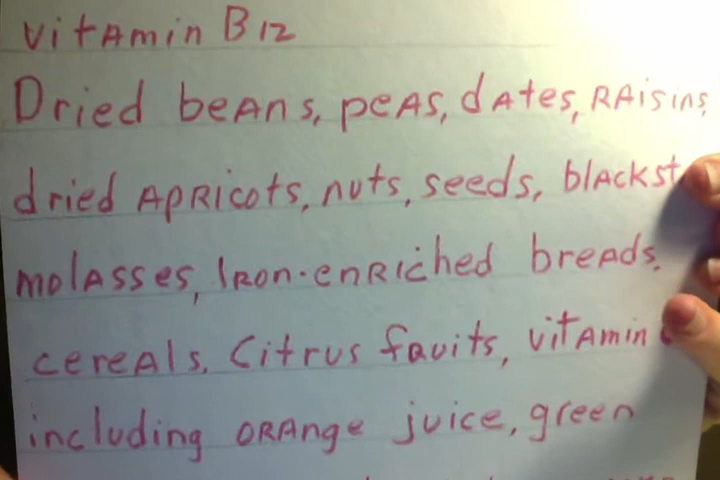 Vitamin B12
Dried beans, peas, dates, Raisins,
dried Apricots, nuts, seeds, blackst
molasses, Iron-enriched breads,
cereals. Citrus fruits, vitamin
including orange juice, green